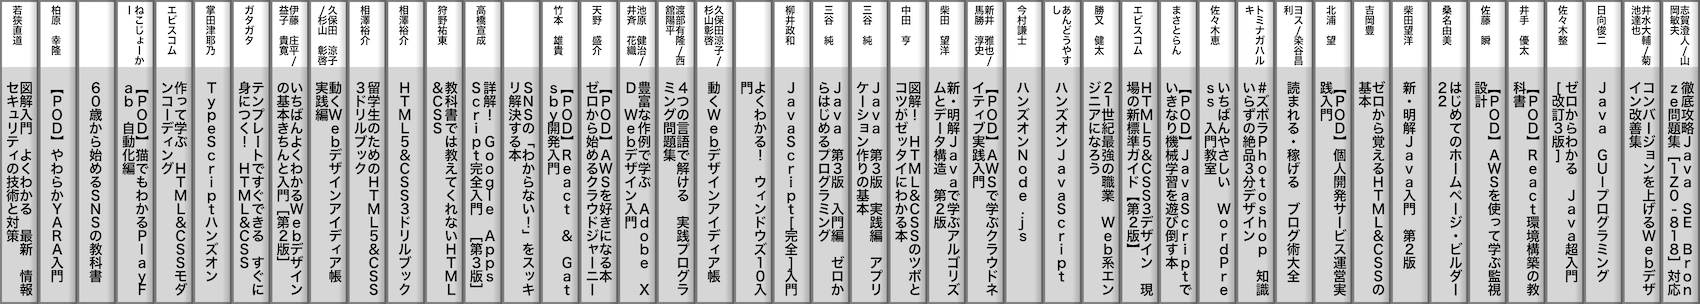 志賀澄人/山
岡敏夫
徹底攻略Java SE Bron
ze問題集[1Z0-818]対応
井水大輔/菊
池達也
コンバージョンを上げるWebデザ
イン改善集
日向俊二
Java GUIプログラミング
佐々木整
ゼロからわかる Java超入門
[改訂3版]
井手 優太
【POD】React環境構築の教
科書
佐藤 瞬
【POD】AWSを使って学ぶ監視
設計
桑名由美
はじめてのホームページ・ビルダー
22
柴田望洋
新・明解Java入門 第2版
吉岡豊
ゼロから覚えるHTML&CSSの
基本
北浦 望
【POD】個人開発サービス運営実
践入門
ヨス/染谷昌
利
読まれる・稼げる ブログ術大全
トミナガハル
キ
#ズボラPhotoshop 知識
いらずの絶品3分デザイン
佐々木恵
いちばんやさしい WordPre
ss 入門教室
まさとらん
【POD】JavaScriptで
いきなり機械学習を遊び倒す本
エビスコム
HTML5&CSS3デザイン 現
場の新標準ガイド【第2版】
勝又 健太
21世紀最強の職業 Web系エン
ジニアになろう
あんどうやす
し
ハンズオンJavaScript
今村謙士
ハンズオンNode.js
新井 雅也/
馬勝 淳史
【POD】AWSで学ぶクラウドネ
イティブ実践入門
柴田 望洋
新・明解Javaで学ぶアルゴリズ
ムとデータ構造 第2版
中田 亨
図解! HTML&CSSのツボと
コツがゼッタイにわかる本
三谷 純
Java 第3版 実践編 アプリ
ケーション作りの基本
三谷 純
Java 第3版 入門編 ゼロか
らはじめるプログラミング
柳井政和
JavaScript[完全]入門
よくわかる! ウィンドウズ10入
門
久保田涼子/
杉山彰啓
動くWebデザインアイディア帳
渡部有隆/西
舘陽平
4つの言語で解ける 実践プログラ
ミング問題集
池原 健治/
井斉 花織
豊富な作例で学ぶ Adobe X
D Webデザイン入門
天野 盛介
【POD】AWSを好きになる本
ゼロから始めるクラウドジャーニー
竹本 雄貴
【POD】React & Gat
sby開発入門
SNSの「わからない!」をスッキ
リ解決する本
高橋宣成
詳解! Google Apps
Script完全入門 [第3版]
狩野祐東
教科書では教えてくれないHTML
&CSS
相澤裕介
HTML5&CSS3ドリルブック
相澤裕介
留学生のためのHTML5&CSS
3ドリルブック
久保田 涼子
/杉山 彰啓
動くWebデザインアイディア帳
実践編
伊藤 庄平/
益子 貴寛
いちばんよくわかるWebデザイン
の基本きちんと入門[第2版]
ガタガタ
テンプレートですぐできる すぐに
身につく! HTML&CSS
掌田津耶乃
TypeScriptハンズオン
エビスコム
作って学ぶ HTML&CSSモダ
ンコーディング
ねこじょーか
ー
【POD】猫でもわかるPlayF
ab 自動化編
60歳から始めるSNSの教科書
柏原 幸隆
【POD】やわらかYARA入門
若狭直道
図解入門 よくわかる 最新 情報
セキュリティの技術と対策